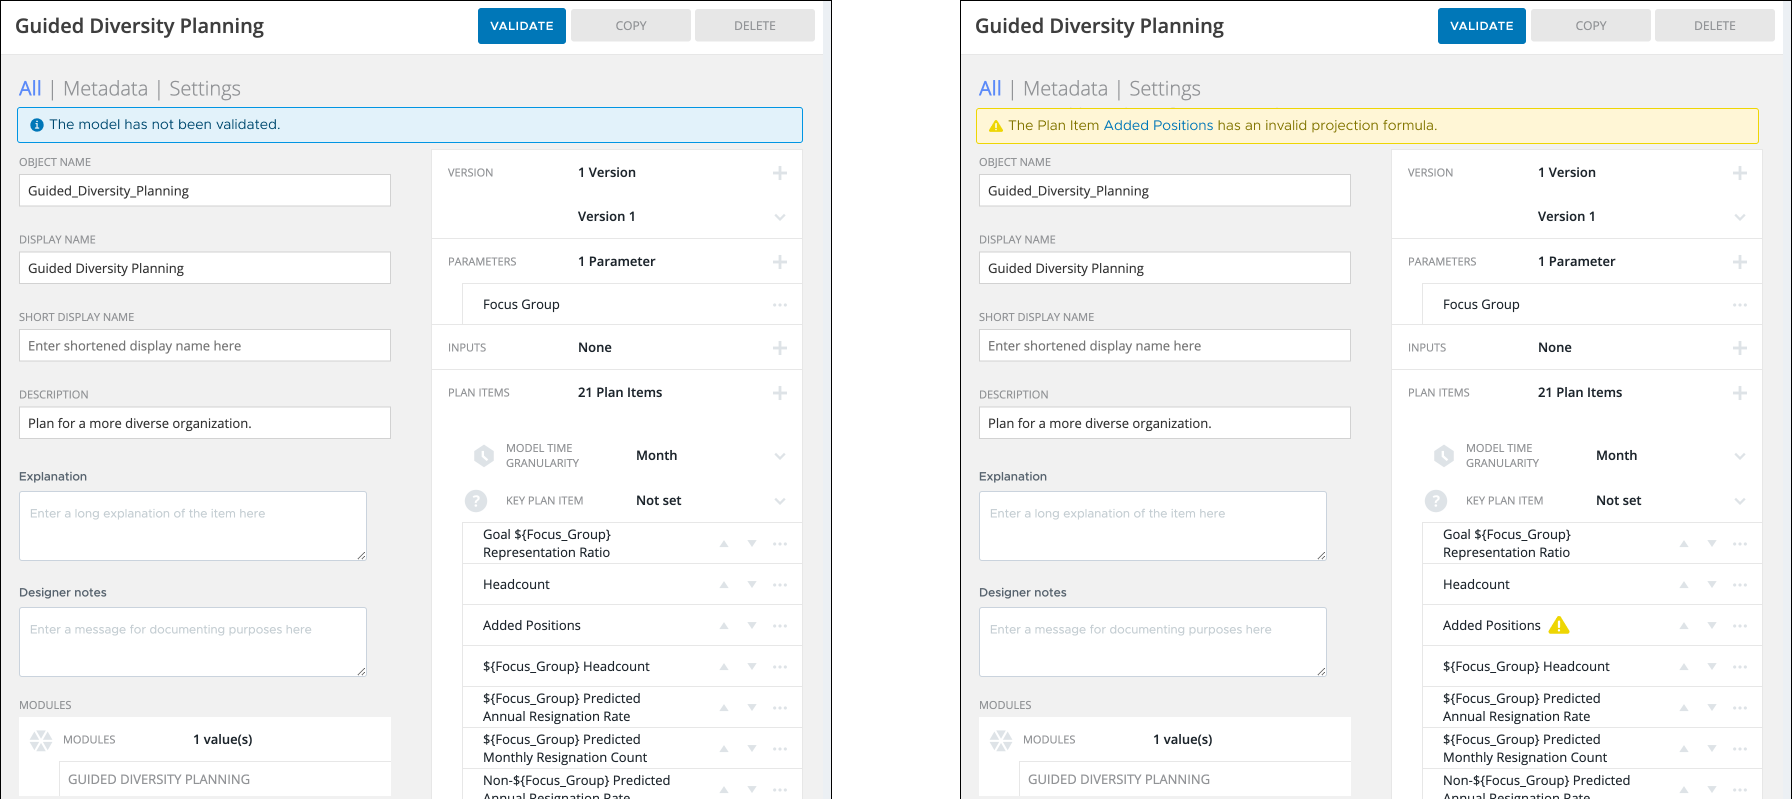 Guided Diversity Planning
VALIDATE
COPY
DELETE
All | Metadata | Settings
The model has not been validated.
OBJECT NAME
Guided_Diversity_Planning
DISPLAY NAME
Guided Diversity Planning
SHORT DISPLAY NAME
Enter shortened display name here
DESCRIPTION
Plan for a more diverse organization.
Explanation
Enter a long explanation of the item here
Designer notes
Enter a message for documenting purposes here
MODULES
MODULES 1 value(s)
GUIDED DIVERSITY PLANNING
VERSION 1 Version
Version 1
PARAMETERS 1 Parameter
Focus Group
INPUTS None
PLAN ITEMS 21 Plan Items
MODEL TIME
GRANULARITY Month
KEY PLAN ITEM Not set
Goal ${Focus_Group}
Representation Ratio
Headcount
Added Positions
${Focus_Group} Headcount
${Focus_Group} Predicted
Annual Resignation Rate
${Focus_Group} Predicted
Monthly Resignation Count
Non-${Focus_Group} Predicted
Annual Resignation Rate
Guided Diversity Planning
VALIDATE
COPY
DELETE
All | Metadata | Settings
The Plan Item Added Positions has an invalid projection formula.
OBJECT NAME
Guided_Diversity_Planning
DISPLAY NAME
Guided Diversity Planning
SHORT DISPLAY NAME
Enter shortened display name here
DESCRIPTION
Plan for a more diverse organization.
Explanation
Enter a long explanation of the item here
Designer notes
Enter a message for documenting purposes here
MODULES
MODULES 1 value(s)
GUIDED DIVERSITY PLANNING
VERSION 1 Version
Version 1
PARAMETERS 1 Parameter
Focus Group
INPUTS None
PLAN ITEMS 21 Plan Items
MODEL TIME
GRANULARITY Month
KEY PLAN ITEM Not set
Goal ${Focus_Group}
Representation Ratio
Headcount
Added Positions
${Focus_Group} Headcount
${Focus_Group} Predicted
Annual Resignation Rate
${Focus_Group} Predicted
Monthly Resignation Count
Non-${Focus_Group} Predicted
Annual Resignation Rate